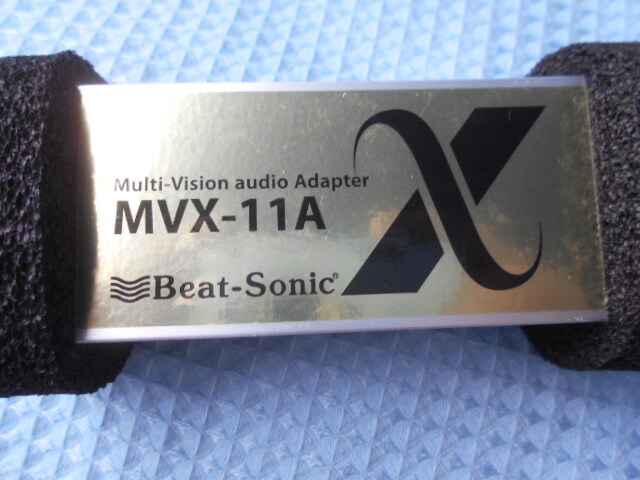 Multi-Vision audio Adapter
MVX-11A
Beat-Sonic®
X